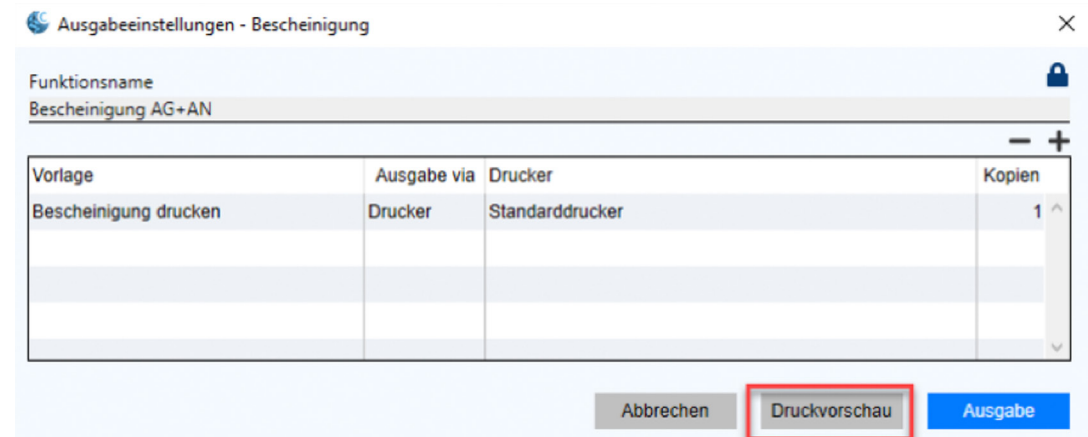 Ausgabeeinstellungen - Bescheinigung
Funktionsname
Bescheinigung AG+AN
Vorlage Ausgabe via Drucker Kopien
Bescheinigung drucken Drucker Standarddrucker 1
Abbrechen Druckvorschau Ausgabe